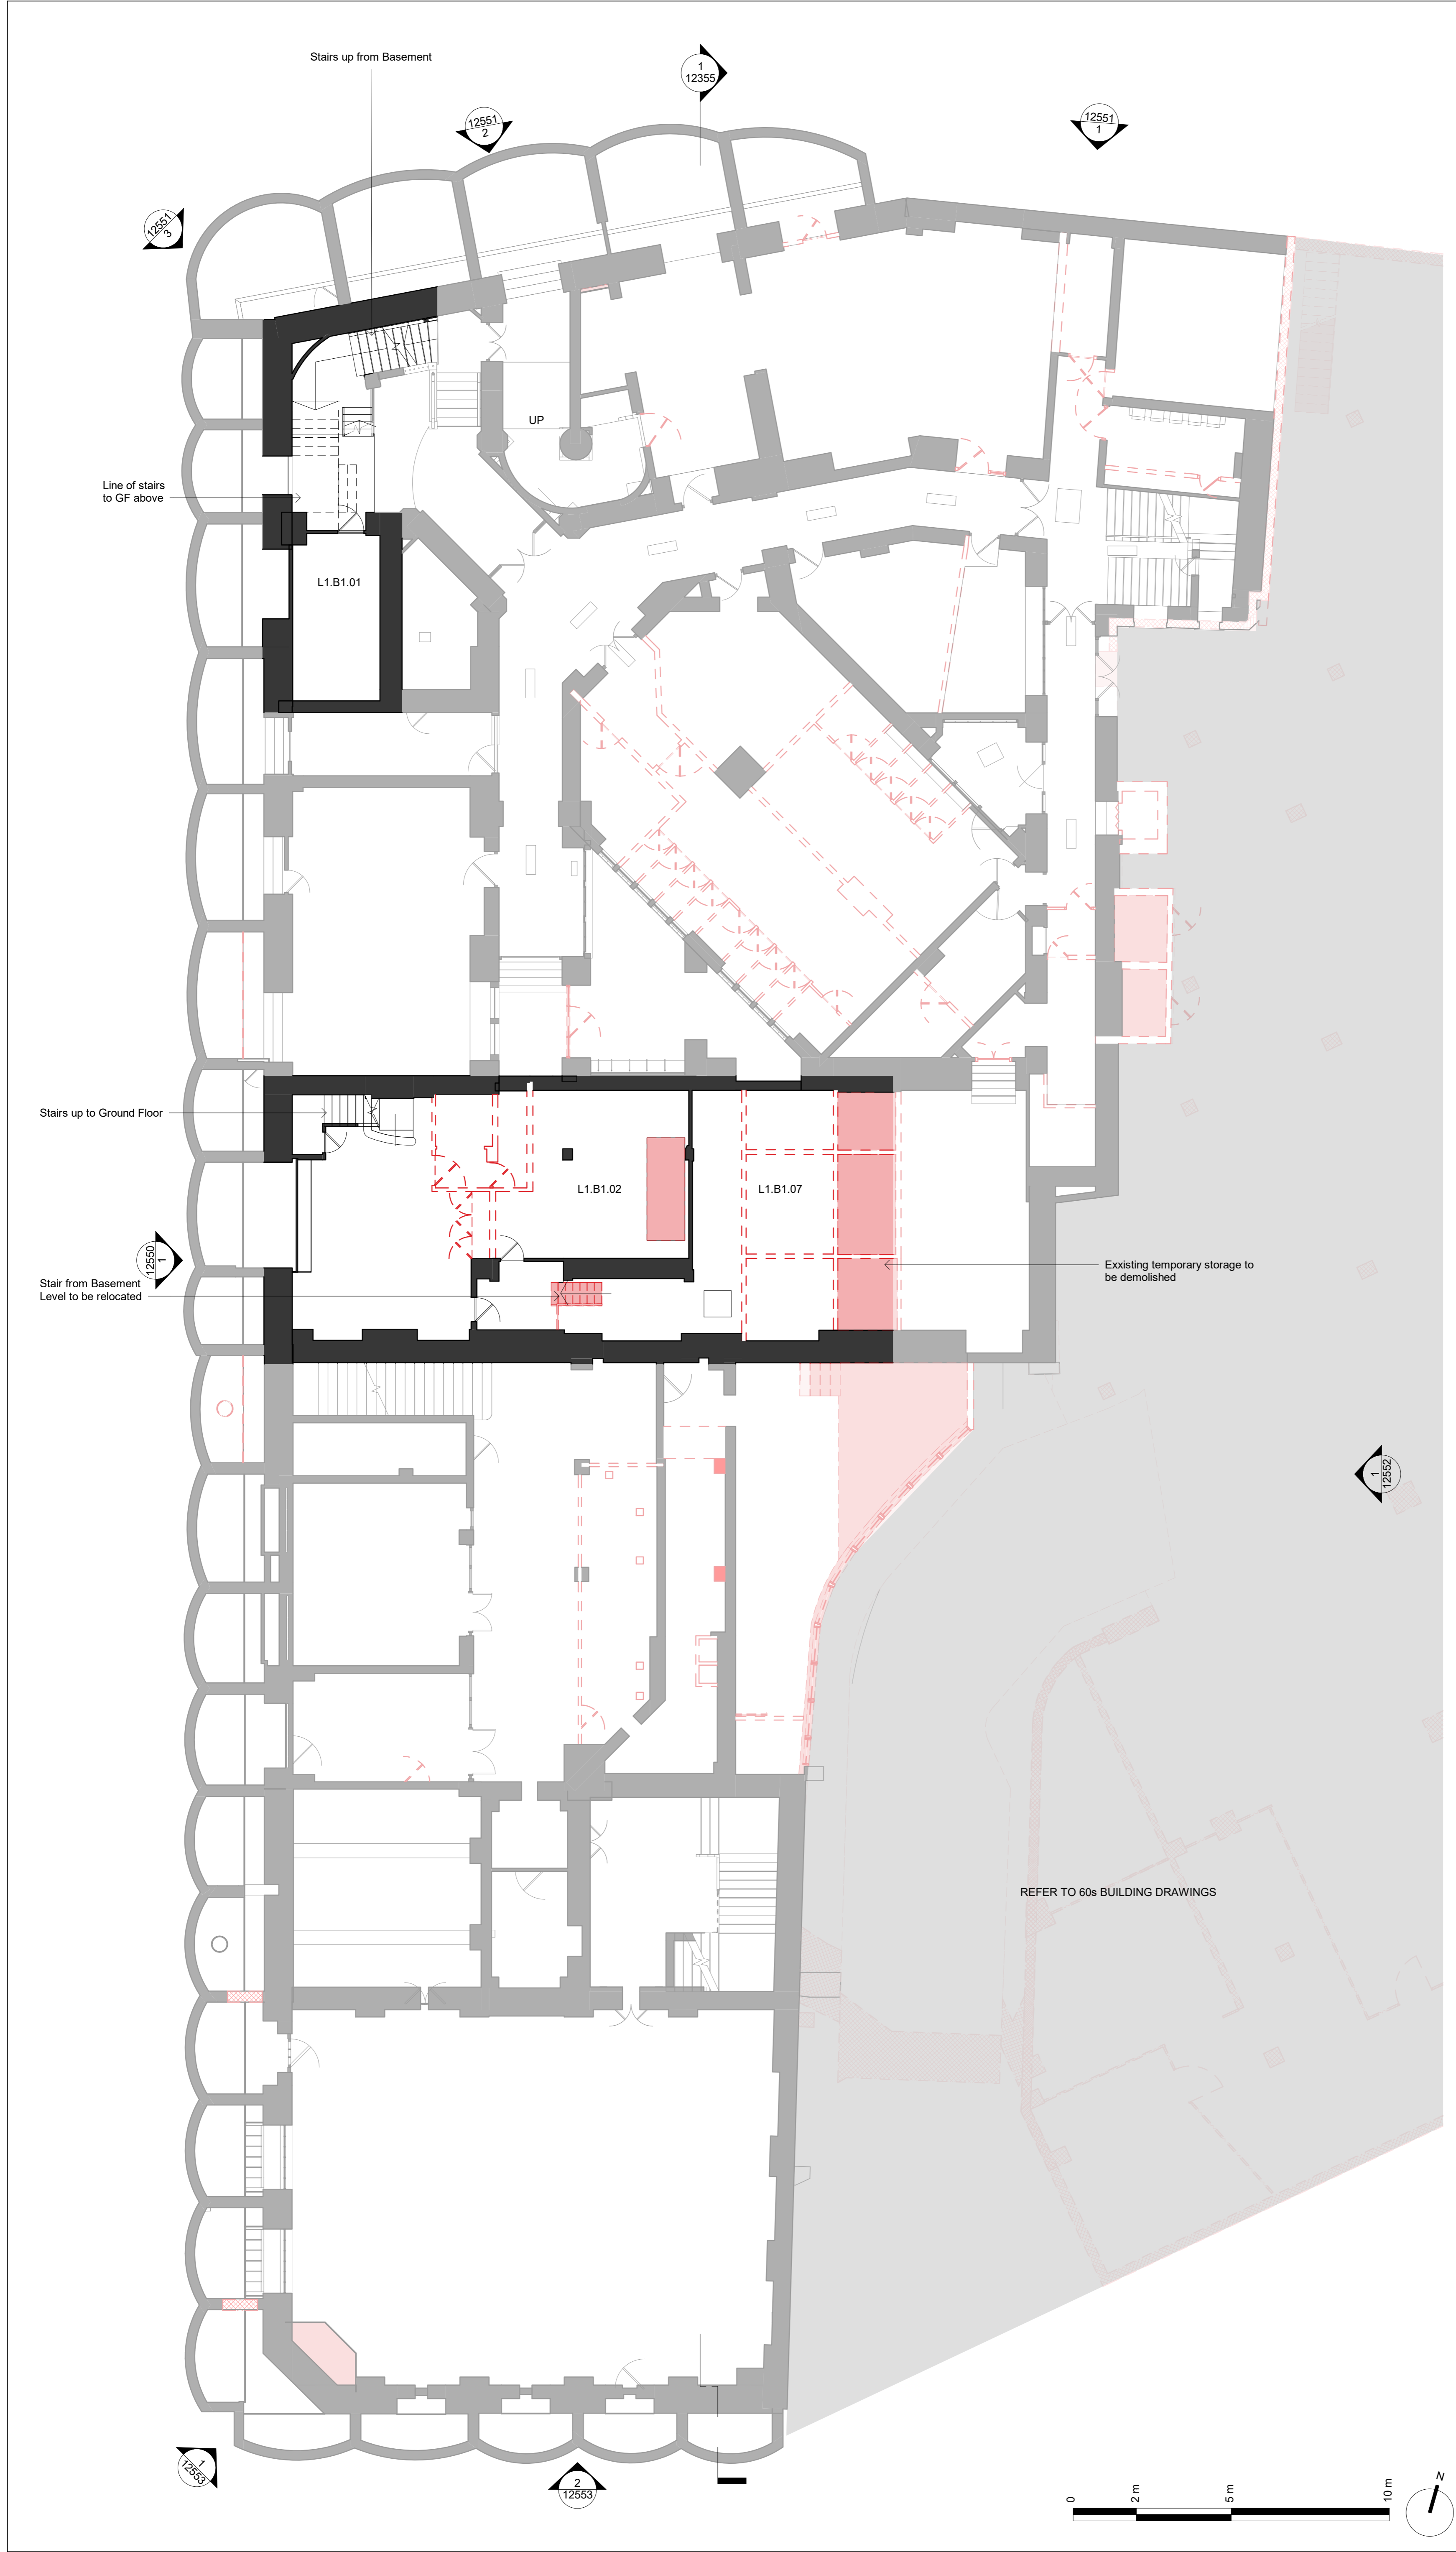 Stairs up from Basement
1
12355
12551
2
12551
1
12551
3
UP
Line of stairs
to GF above
L1.B1.01
Stairs up to Ground Floor
L1.B1.02
L1.B1.07
12550
1
Stair from Basement
Level to be relocated
Exxisting temporary storage to
be demolished
1
12552
REFER TO 60s BUILDING DRAWINGS
1
12553
2
12553
0
2 m
5 m
10 m
N